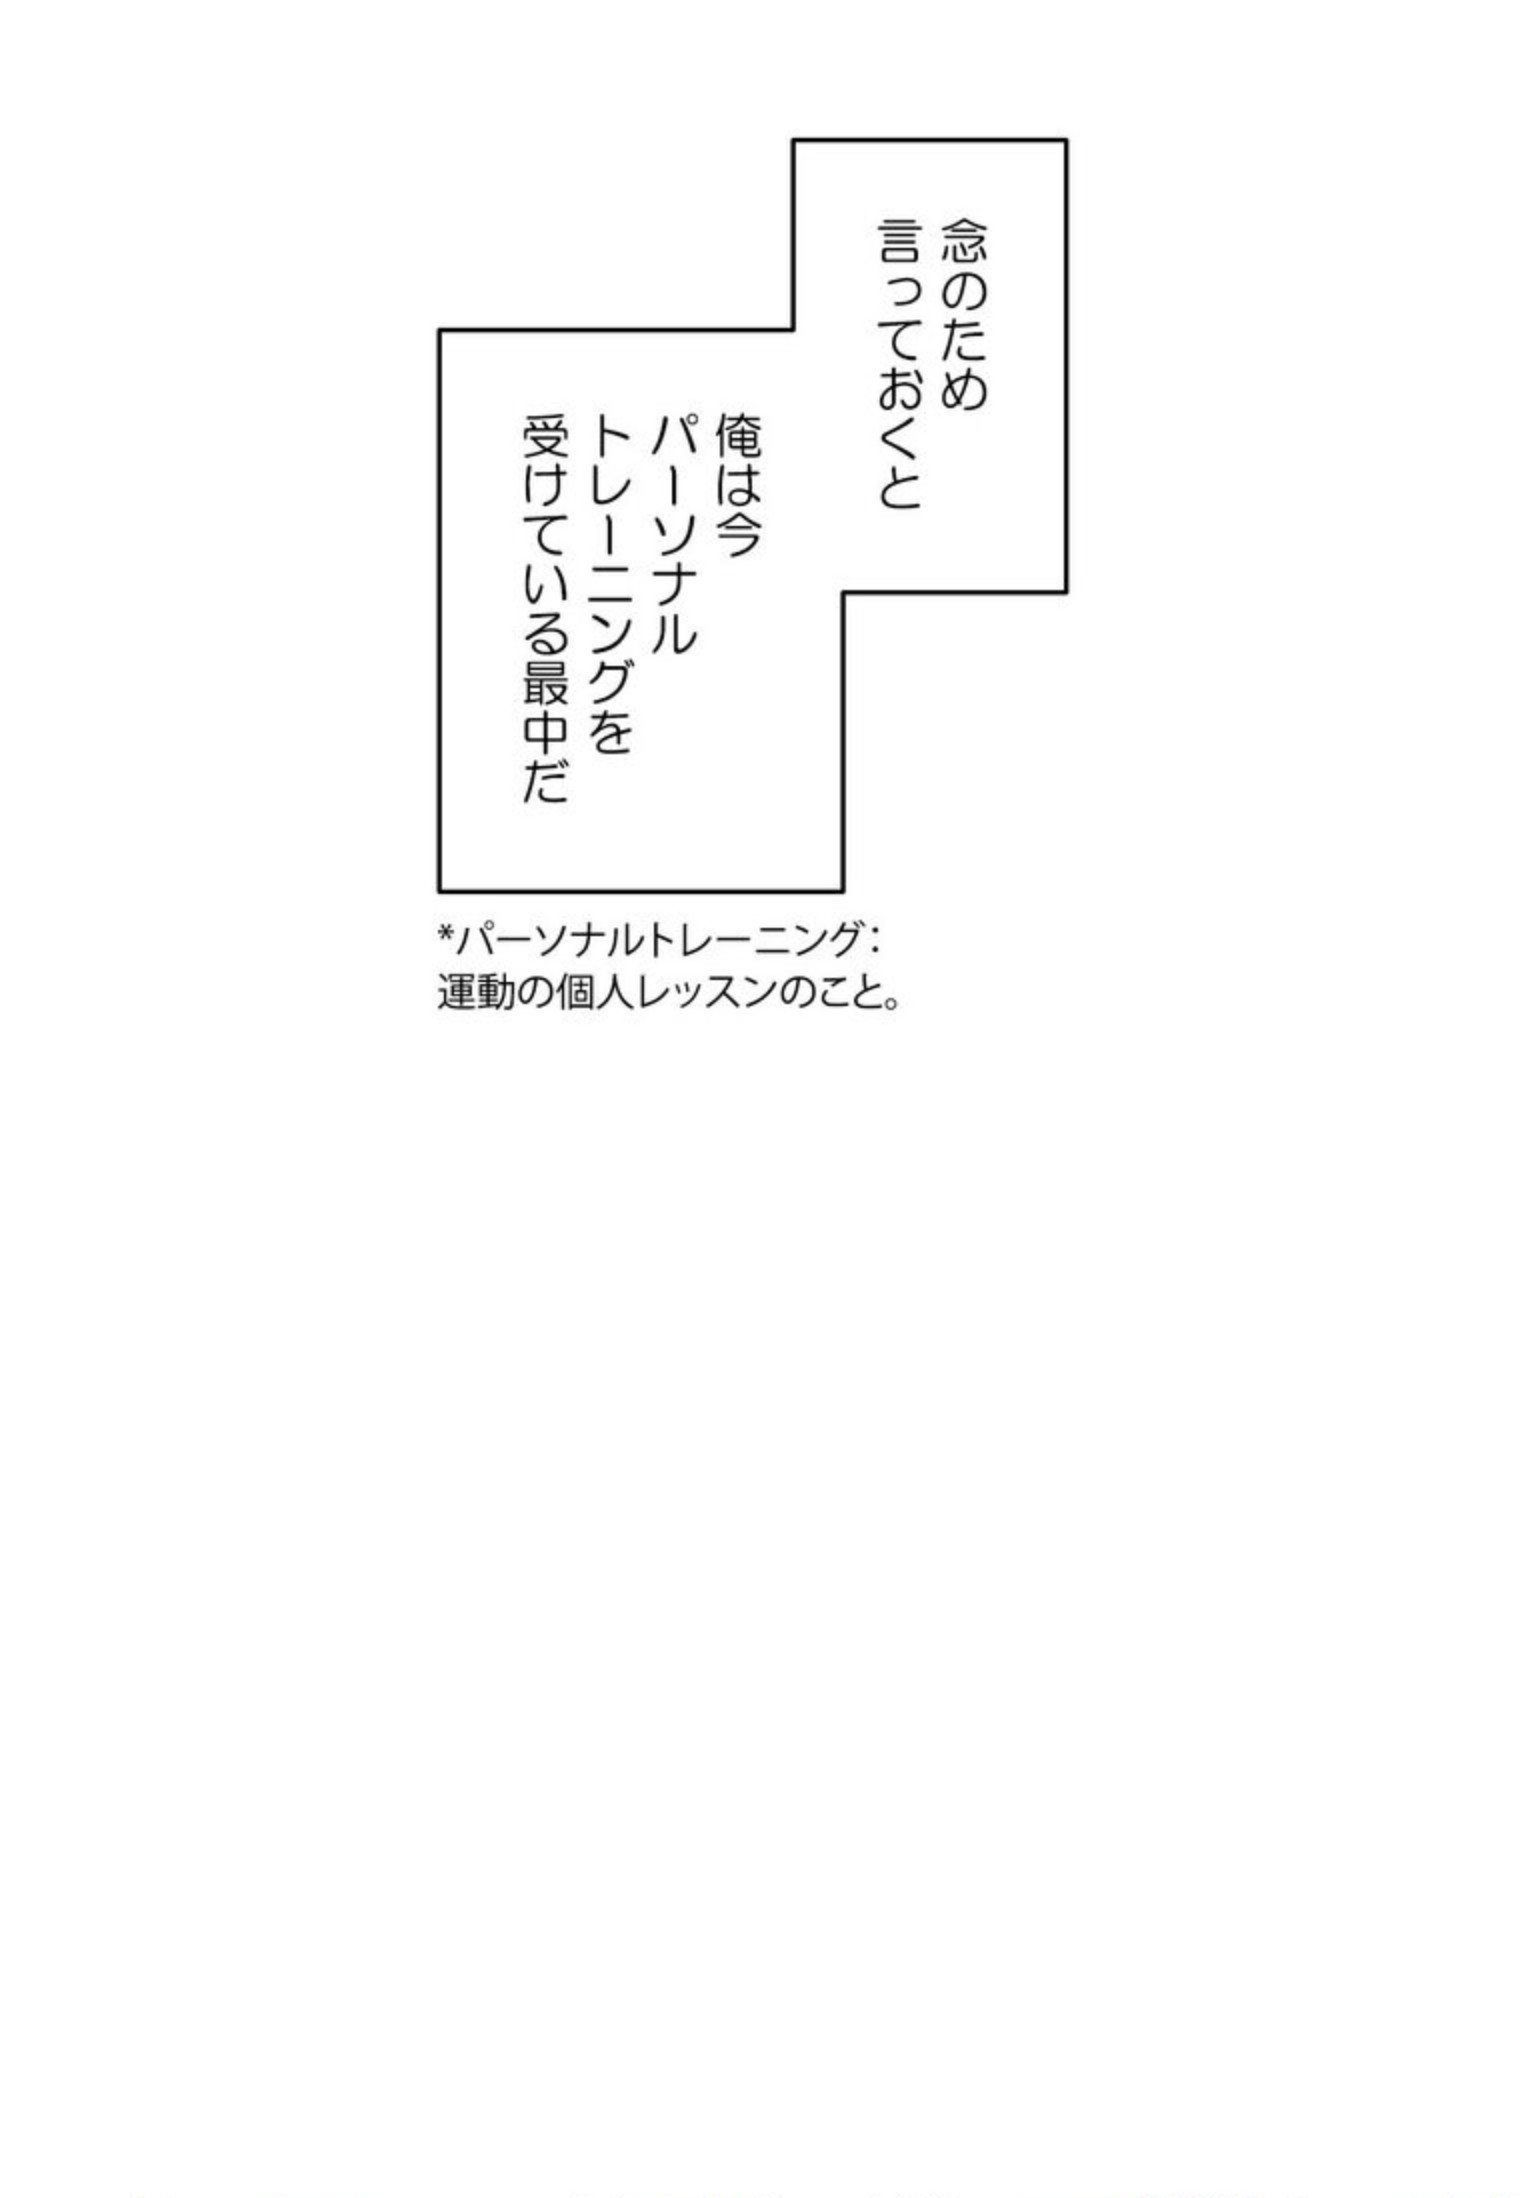 念のため
言っておくと
俺は今
パーソナル
トレーニングを
受けている最中だ
*パーソナルトレーニング：
運動の個人レッスンのこと。